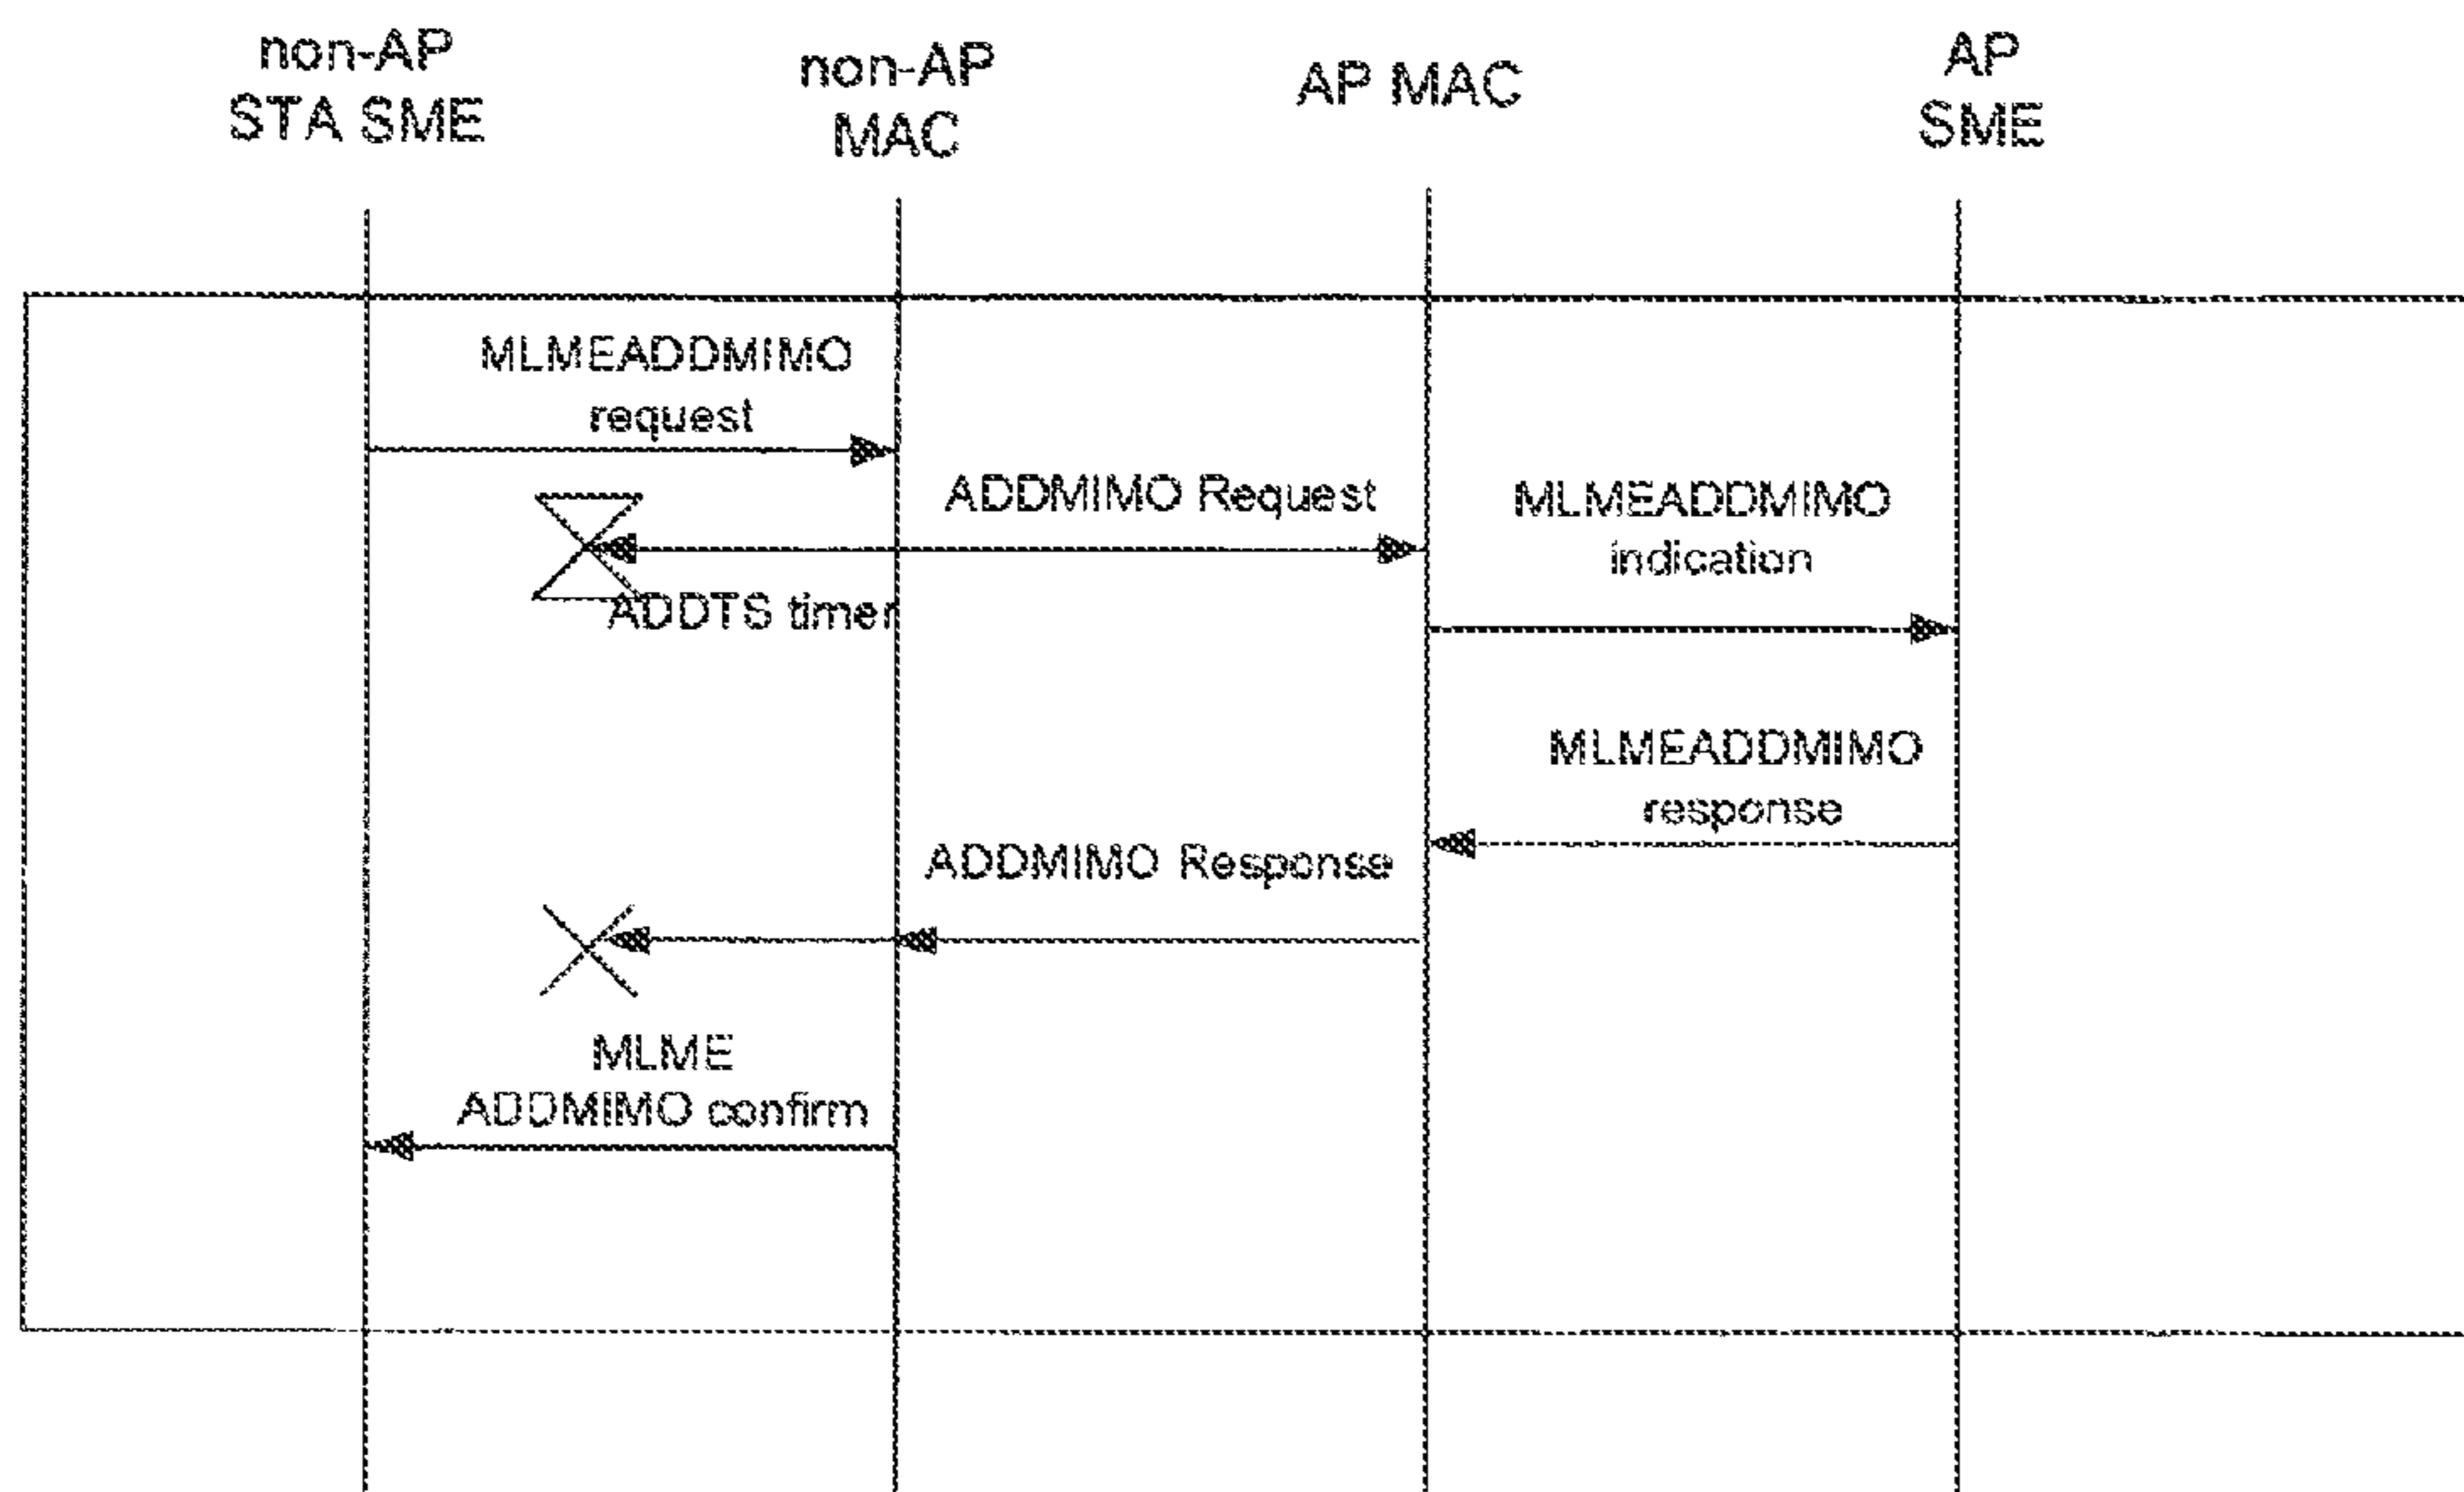 non-AP
STA SME
non-AP
MAC
AP MAC
AP
SME
MLMEADDMIMO
request
ADDMIMO Request
MLMEADDMIMO
indication
ADDTS timer
MLMEADDMIMO
response
ADDMIMO Response
MLME
ADDMIMO confirm